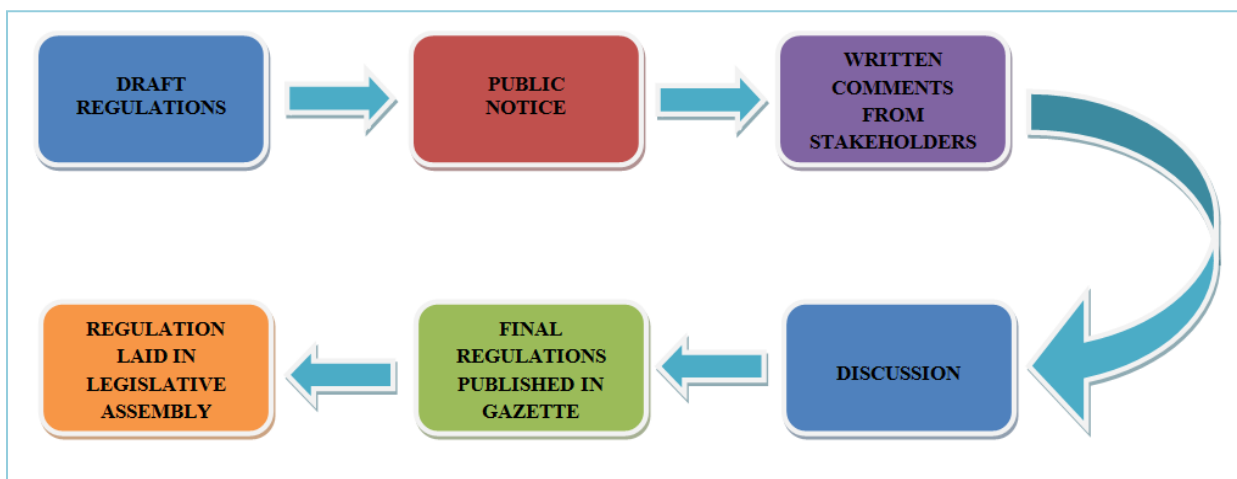 DRAFT
REGULATIONS
PUBLIC
NOTICE
WRITTEN
COMMENTS
FROM
STAKEHOLDERS
DISCUSSION
FINAL
REGULATIONS
PUBLISHED IN
GAZETTE
REGULATION
LAID IN
LEGISLATIVE
ASSEMBLY